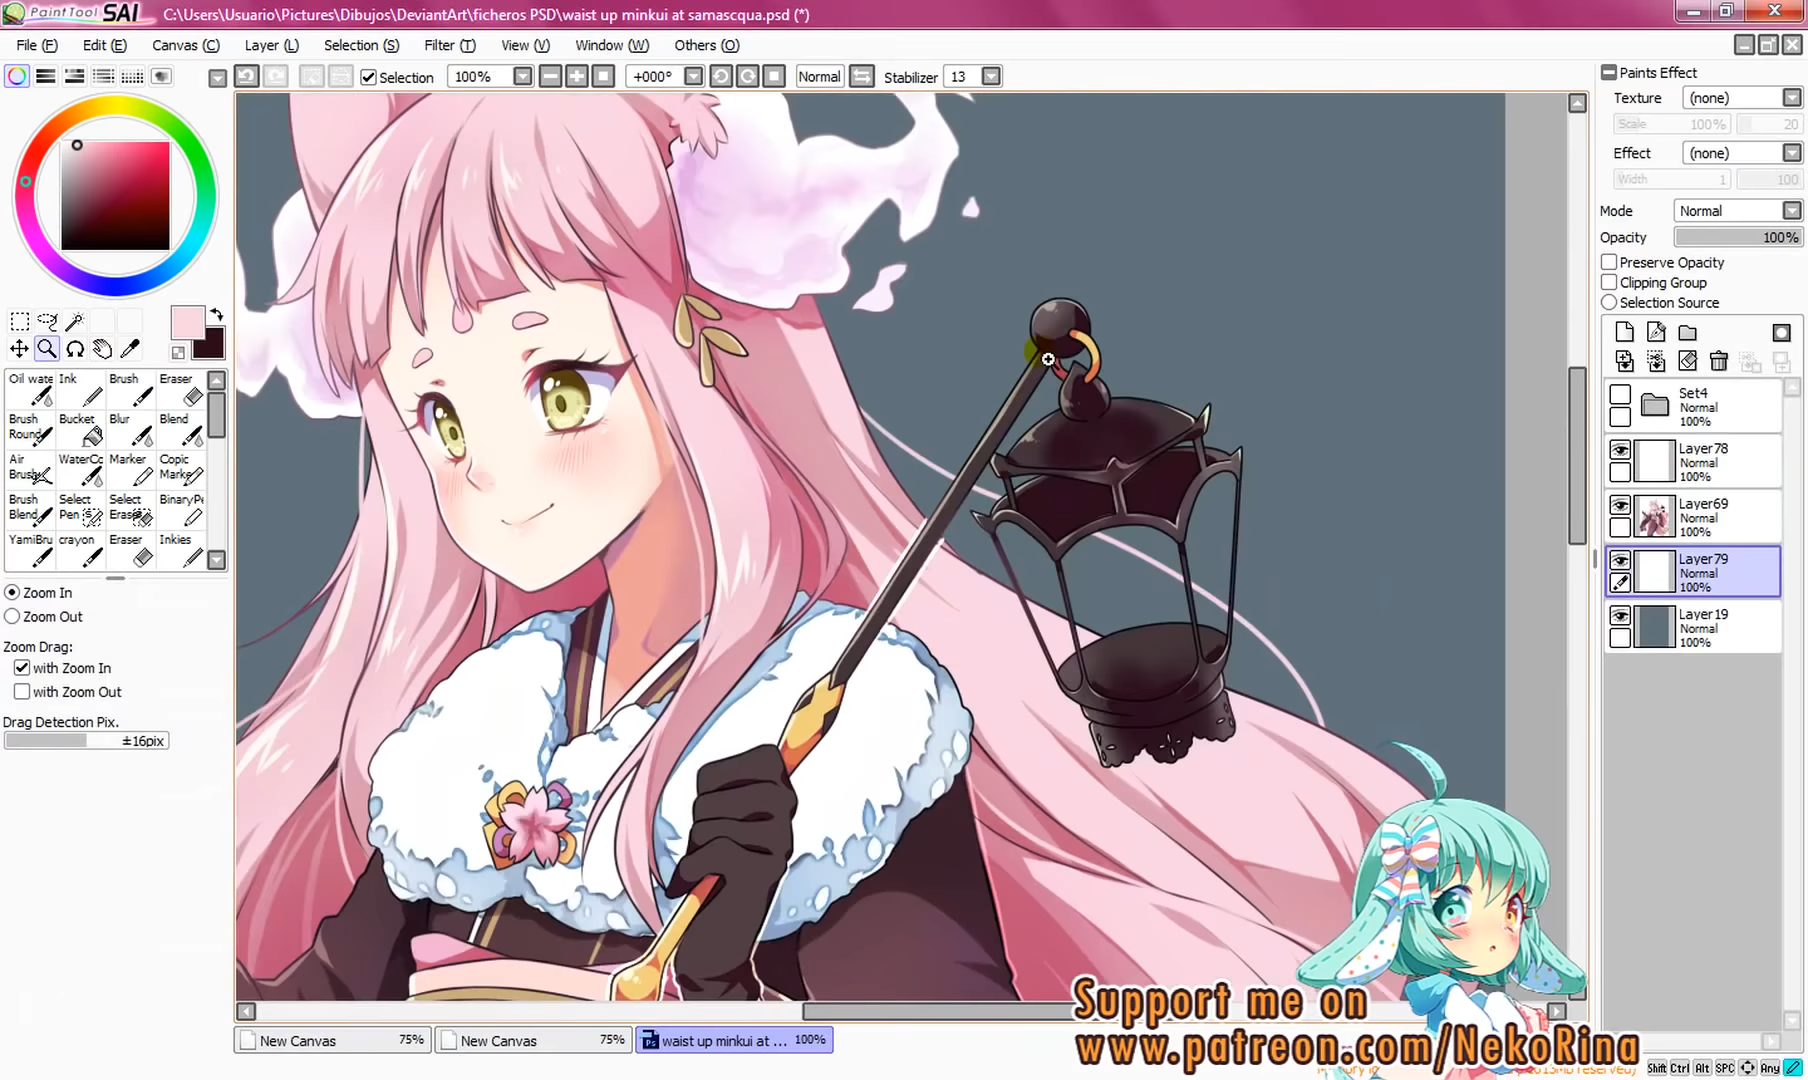 PaintTool SAI C:\Users\Usuario\Pictures\Dibujos\DeviantArt\ficheros PSD\waist up minkui at samascqua.psd (*)
File (F) Edit (E) Canvas (C) Layer (L) Selection (S) Filter (T) View (V) Window (W) Others (O)
Selection 100% +000° Normal Stabilizer 13
Paints Effect
Texture (none)
Scale 100% 20
Effect (none)
Width 1 100
Mode Normal
Opacity 100%
Preserve Opacity
Clipping Group
Selection Source
Oil wate Ink Brush Eraser
Brush Round Bucket Blur Blend
Air Brush WaterCo Marker Copic Marke
Brush Blend Select Pen Select Eraser BinaryPe
YamiBru crayon Eraser Inkies
Zoom In
Zoom Out
Zoom Drag:
with Zoom In
with Zoom Out
Drag Detection Pix.
±16pix
Set4
Normal
100%
Layer78
Normal
100%
Layer69
Normal
100%
Layer79
Normal
100%
Layer19
Normal
100%
Support me on
www.patreon.com/NekoRina
New Canvas 75% New Canvas 75% waist up minkui at ... 100%
Shift Ctrl Alt SPC Any